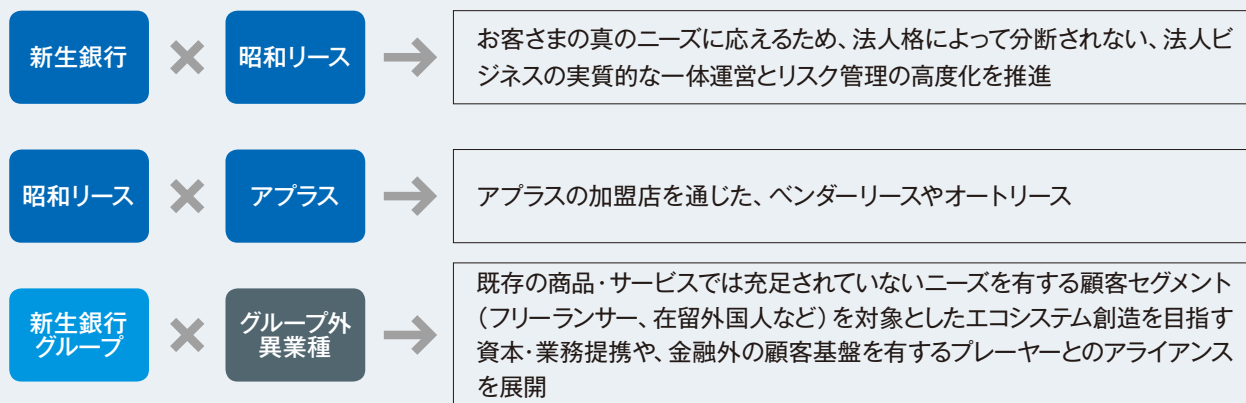 新生銀行 × 昭和リース → お客さまの真のニーズに応えるため、法人格によって分断されない、法人ビ
ジネスの実質的な一体運営とリスク管理の高度化を推進
昭和リース × アプラス → アプラスの加盟店を通じた、ベンダーリースやオートリース
新生銀行
グループ
×
グループ外
異業種
→
既存の商品・サービスでは充足されていないニーズを有する顧客セグメント
（フリーランサー、在留外国人など）を対象としたエコシステム創造を目指す
資本・業務提携や、金融外の顧客基盤を有するプレーヤーとのアライアンス
を展開